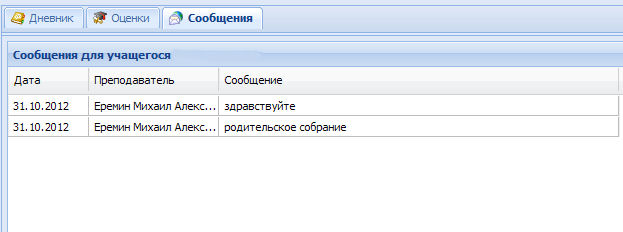 Дневник Оценки Сообщения
Сообщения для учащегося
Дата Преподаватель Сообщение
31.10.2012 Еремин Михаил Алекс... здравствуйте
31.10.2012 Еремин Михаил Алекс... родительское собрание